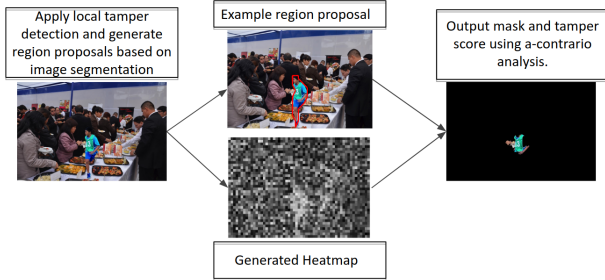 Apply local tamper
detection and generate
region proposals based on
image segmentation
Example region proposal
Output mask and tamper
score using a-contrario
analysis.
Generated Heatmap